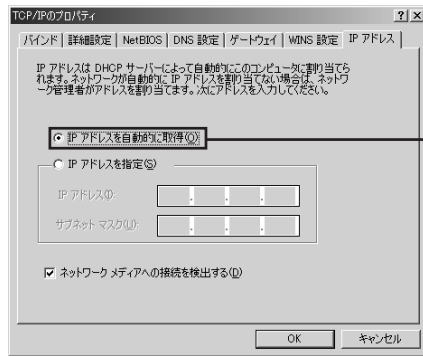 TCP/IPのプロパティ
バインド 詳細設定 NetBIOS DNS 設定 ゲートウェイ WINS 設定 IP アドレス
IP アドレスは DHCP サーバーによって自動的にこのコンピュータに割り当てら
れます。ネットワークが自動的に IP アドレスを割り当てない場合は、ネットワ
ーク管理者がアドレスを割り当てます。次にアドレスを入力してください。
IP アドレスを自動的に取得(O)
IP アドレスを指定(S)
IP アドレス(I):
サブネット マスク(U):
ネットワーク メディアへの接続を検出する(D)
OK キャンセル